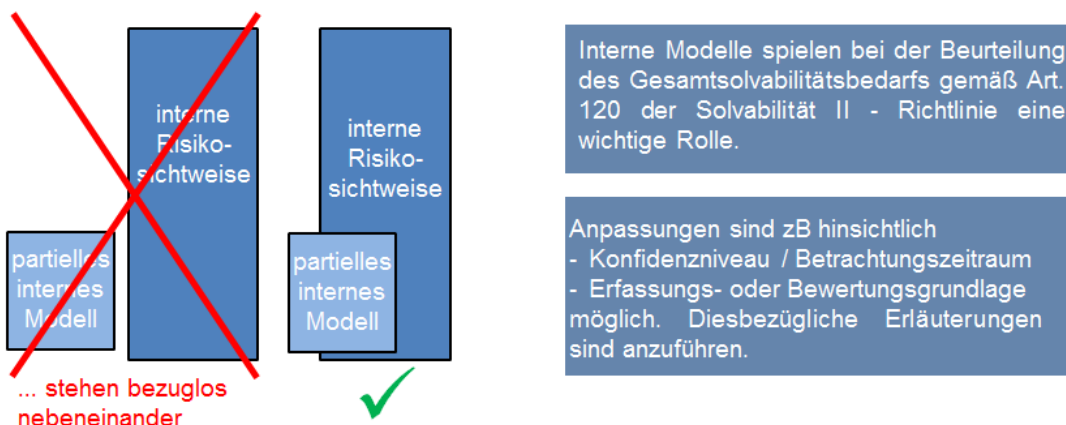 interne
Risiko-
sichtweise
partielles
internes
Modell
... stehen bezuglos
nebeneinander
interne
Risiko-
sichtweise
partielles
internes
Modell
Interne Modelle spielen bei der Beurteilung
des Gesamtsolvabilitätsbedarfs gemäß Art.
120 der Solvabilität II - Richtlinie eine
wichtige Rolle.
Anpassungen sind zB hinsichtlich
- Konfidenzniveau / Betrachtungszeitraum
- Erfassungs- oder Bewertungsgrundlage
möglich. Diesbezügliche Erläuterungen
sind anzuführen.